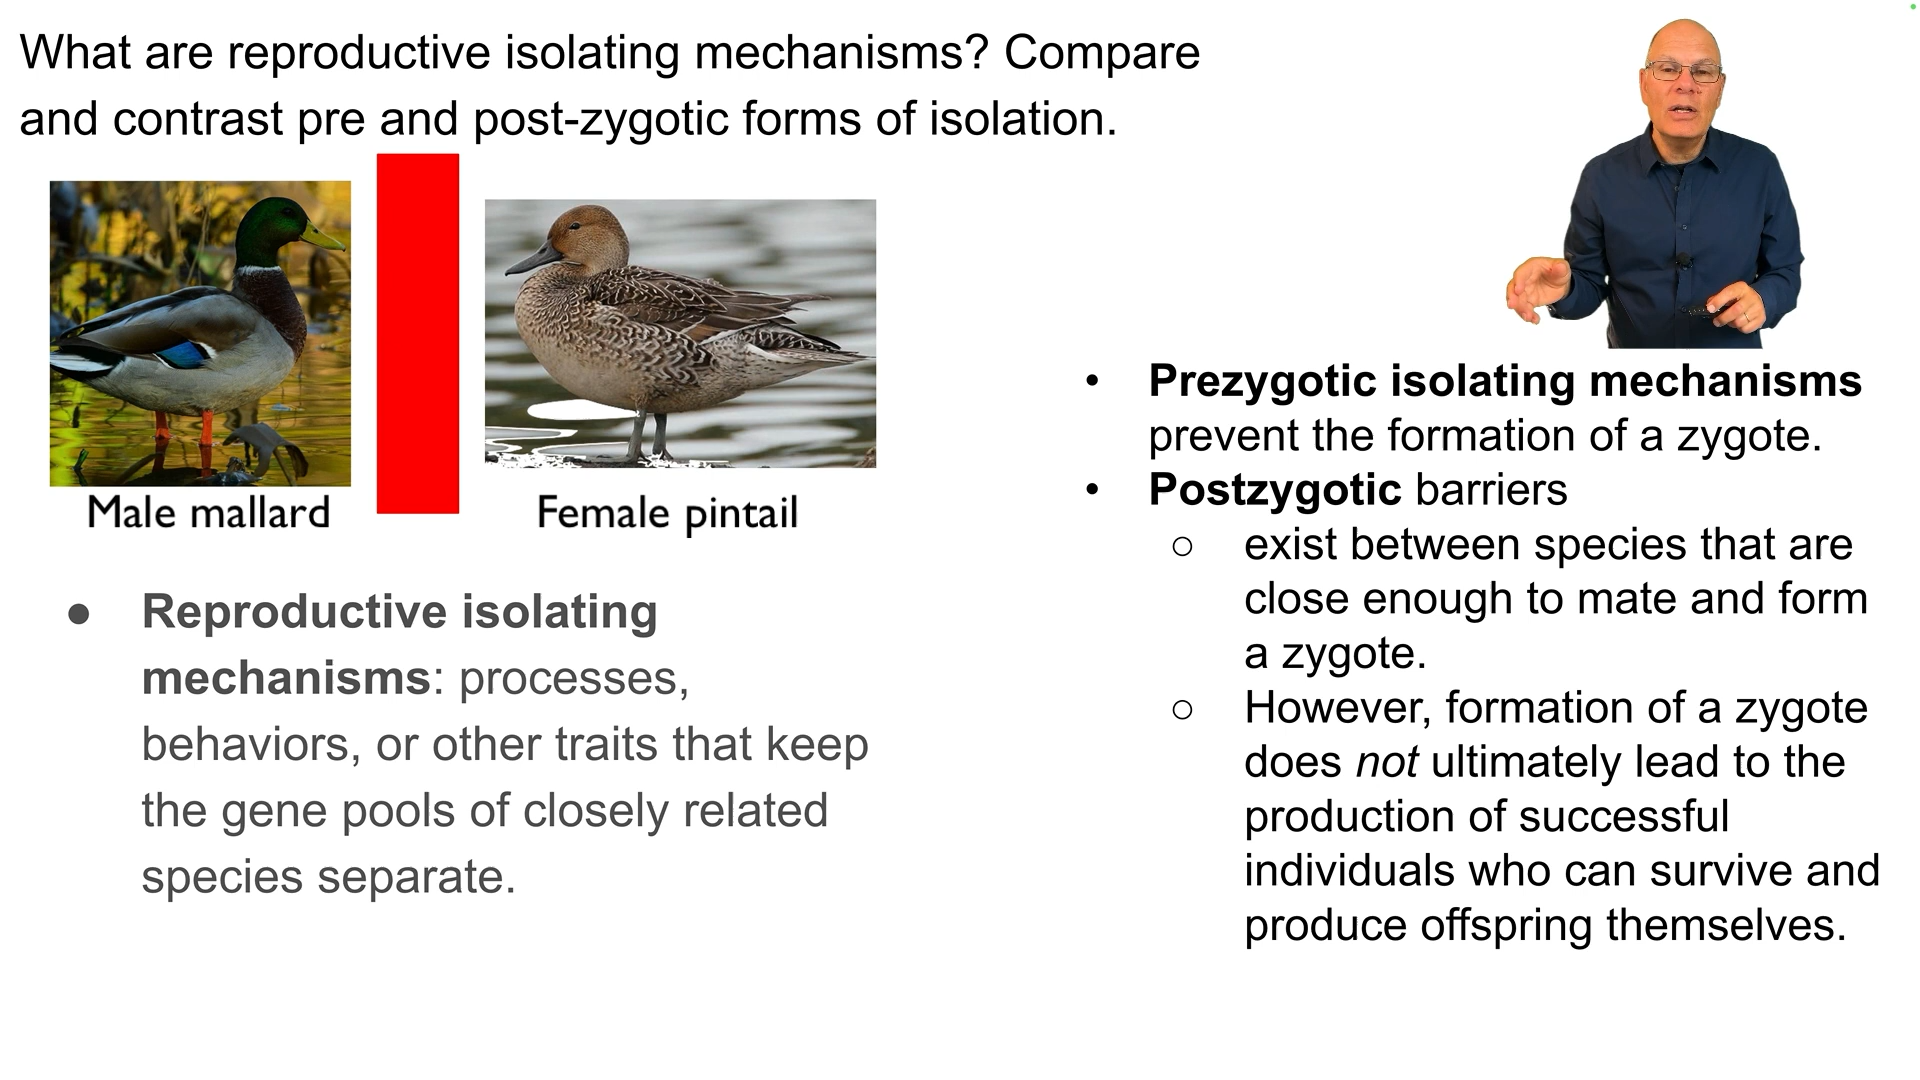 What are reproductive isolating mechanisms? Compare
and contrast pre and post-zygotic forms of isolation.
Male mallard
Female pintail
● Reproductive isolating
mechanisms: processes,
behaviors, or other traits that keep
the gene pools of closely related
species separate.
• Prezygotic isolating mechanisms
prevent the formation of a zygote.
• Postzygotic barriers
○ exist between species that are
close enough to mate and form
a zygote.
○ However, formation of a zygote
does not ultimately lead to the
production of successful
individuals who can survive and
produce offspring themselves.